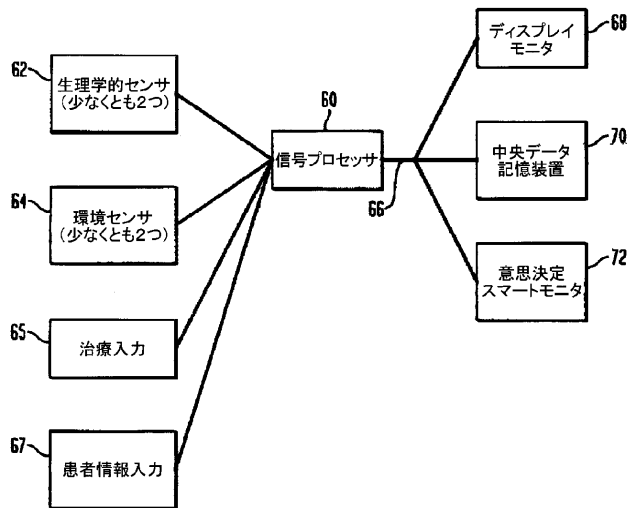 62
生理学的センサ
(少なくとも2つ)
64
環境センサ
(少なくとも2つ)
65
治療入力
67
患者情報入力
60
信号プロセッサ
66
68
ディスプレイ
モニタ
70
中央データ
記憶装置
72
意思決定
スマートモニタ